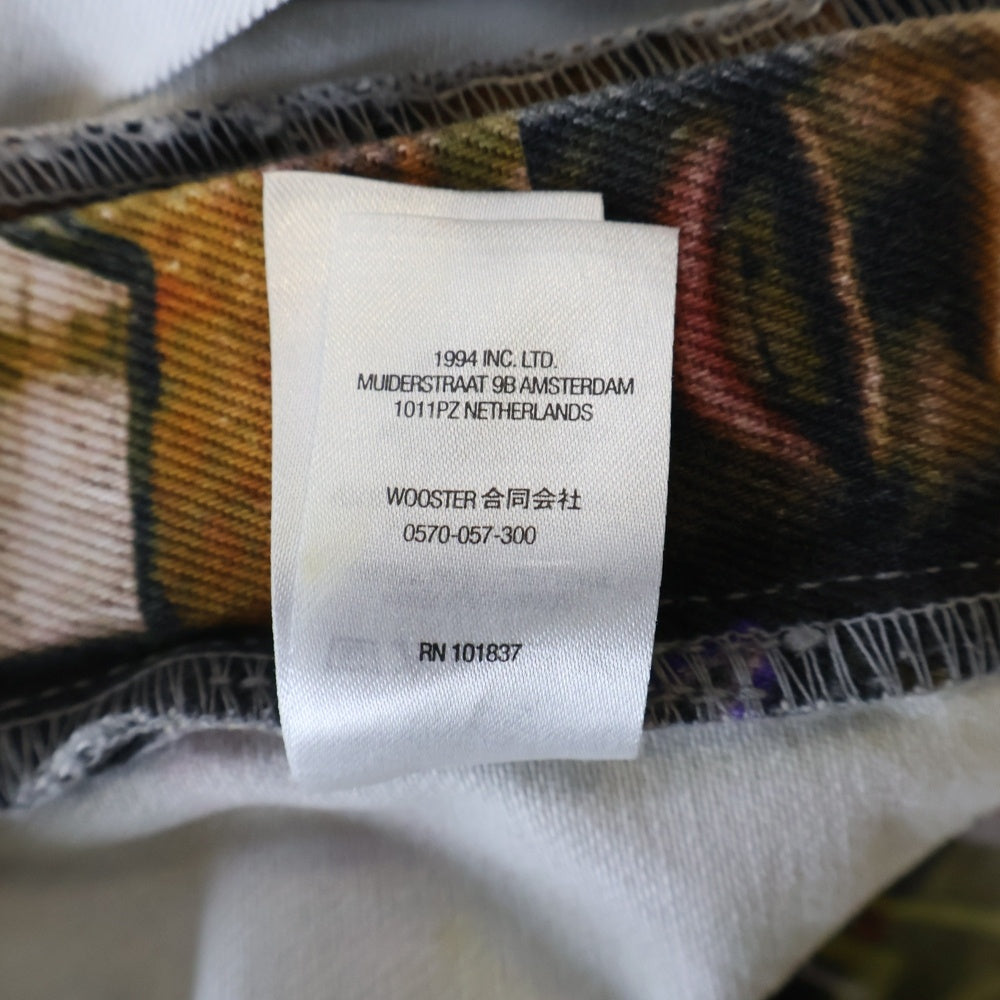 1994 INC. LTD.
MUIDERSTRAAT 9B AMSTERDAM
1011PZ NETHERLANDS
WOOSTER 合同会社
0570-057-300
RN 101837